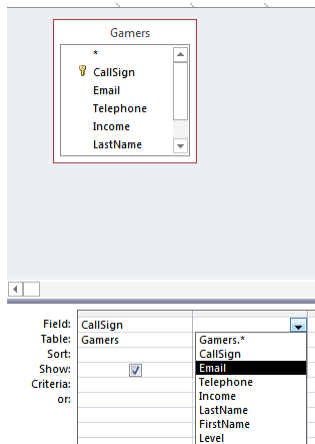 Gamers
*
CallSign
Email
Telephone
Income
LastName
Field: CallSign
Table: Gamers Gamers.*
Sort: CallSign
Show: Email
Criteria: Telephone
or: Income
LastName
FirstName
Level